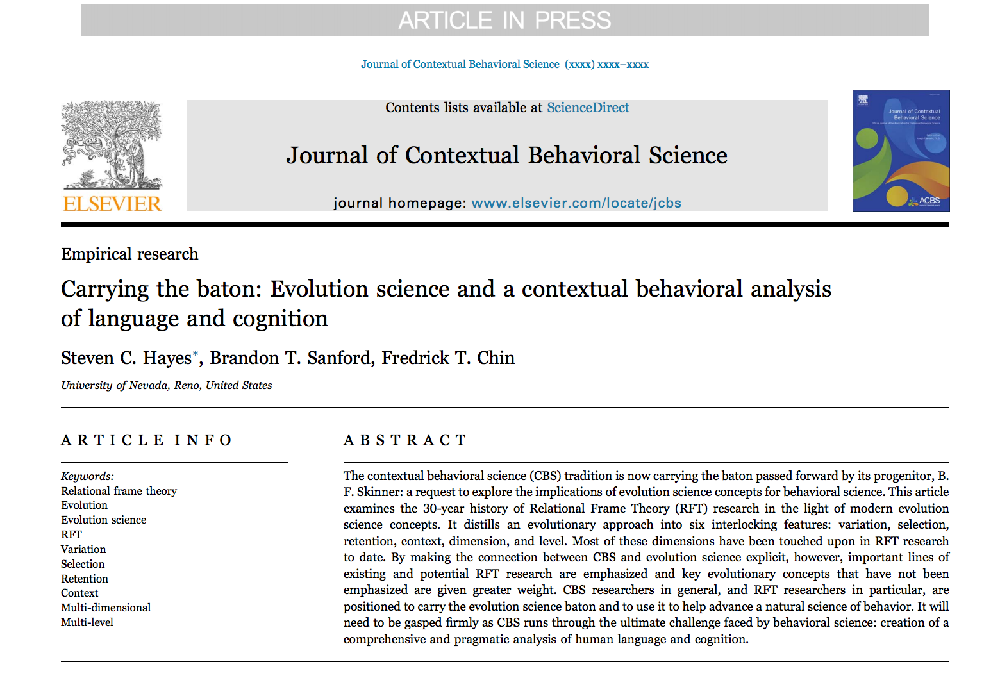 ARTICLE IN PRESS
Journal of Contextual Behavioral Science (xxxx) xxxx–xxxx
Contents lists available at ScienceDirect
Journal of Contextual Behavioral Science
journal homepage: www.elsevier.com/locate/jcbs
NON SOLUS
ELSEVIER
Journal of Contextual
Behavioral Science
ACBS
Empirical research
Carrying the baton: Evolution science and a contextual behavioral analysis
of language and cognition
Steven C. Hayes*, Brandon T. Sanford, Fredrick T. Chin
University of Nevada, Reno, United States
ARTICLE INFO
Keywords:
Relational frame theory
Evolution
Evolution science
RFT
Variation
Selection
Retention
Context
Multi-dimensional
Multi-level
ABSTRACT
The contextual behavioral science (CBS) tradition is now carrying the baton passed forward by its progenitor, B.
F. Skinner: a request to explore the implications of evolution science concepts for behavioral science. This article
examines the 30-year history of Relational Frame Theory (RFT) research in the light of modern evolution
science concepts. It distills an evolutionary approach into six interlocking features: variation, selection,
retention, context, dimension, and level. Most of these dimensions have been touched upon in RFT research
to date. By making the connection between CBS and evolution science explicit, however, important lines of
existing and potential RFT research are emphasized and key evolutionary concepts that have not been
emphasized are given greater weight. CBS researchers in general, and RFT researchers in particular, are
positioned to carry the evolution science baton and to use it to help advance a natural science of behavior. It will
need to be gasped firmly as CBS runs through the ultimate challenge faced by behavioral science: creation of a
comprehensive and pragmatic analysis of human language and cognition.